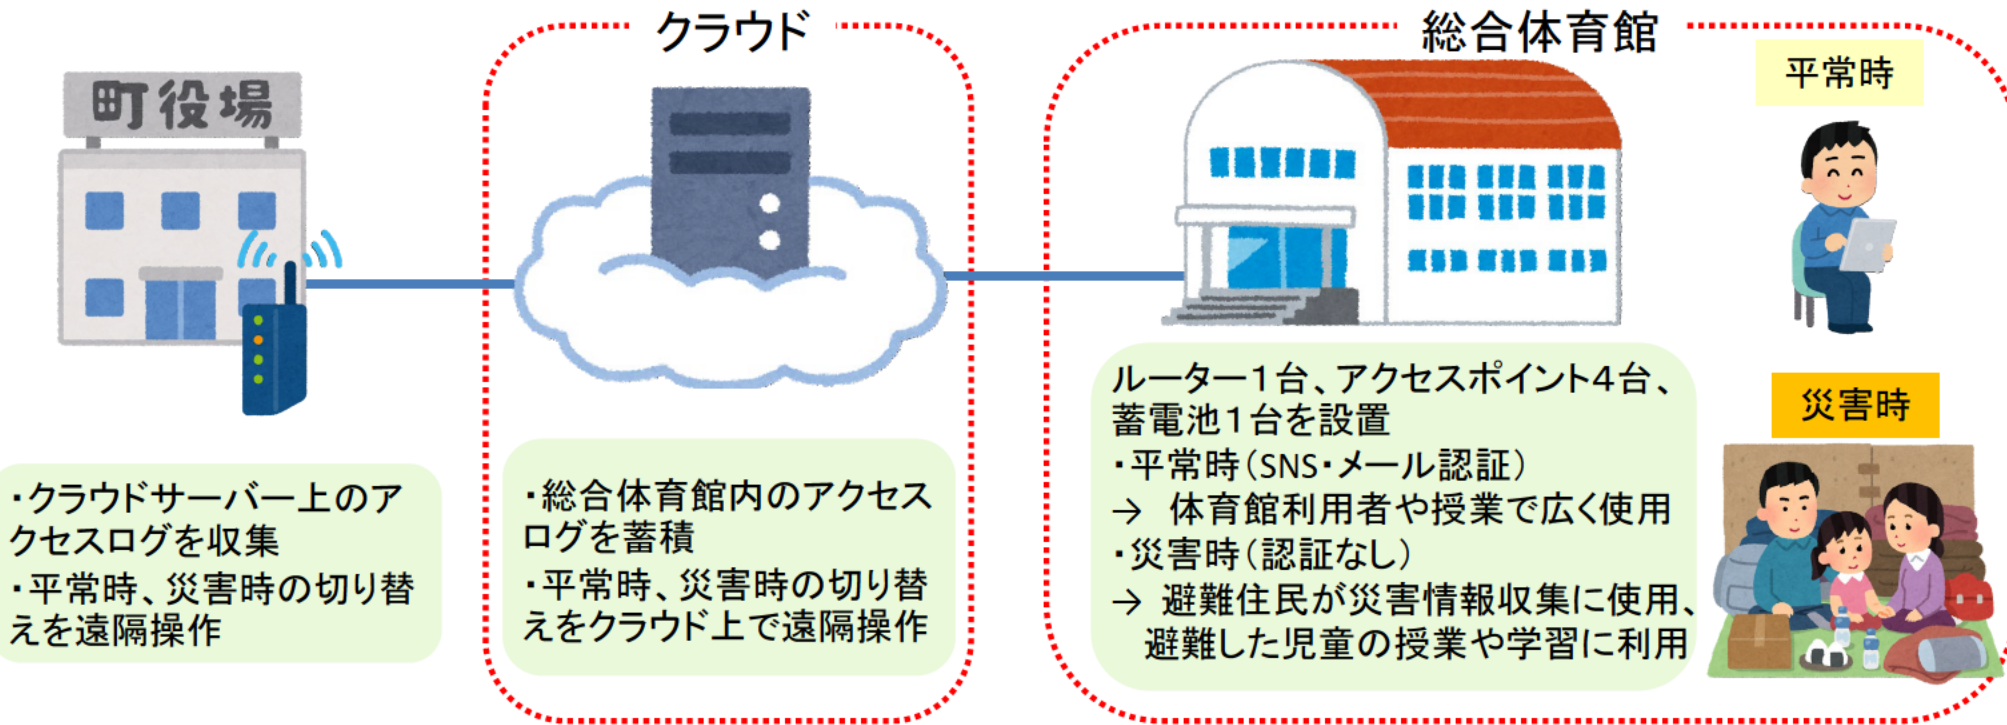 町役場
・クラウドサーバー上のア
クセスログを収集
・平常時、災害時の切り替
えを遠隔操作
クラウド
・総合体育館内のアクセス
ログを蓄積
・平常時、災害時の切り替
えをクラウド上で遠隔操作
総合体育館
ルーター1台、アクセスポイント4台、
蓄電池1台を設置
・平常時(SNS・メール認証)
→ 体育館利用者や授業で広く使用
・災害時(認証なし)
→ 避難住民が災害情報収集に使用、
避難した児童の授業や学習に利用
平常時
災害時